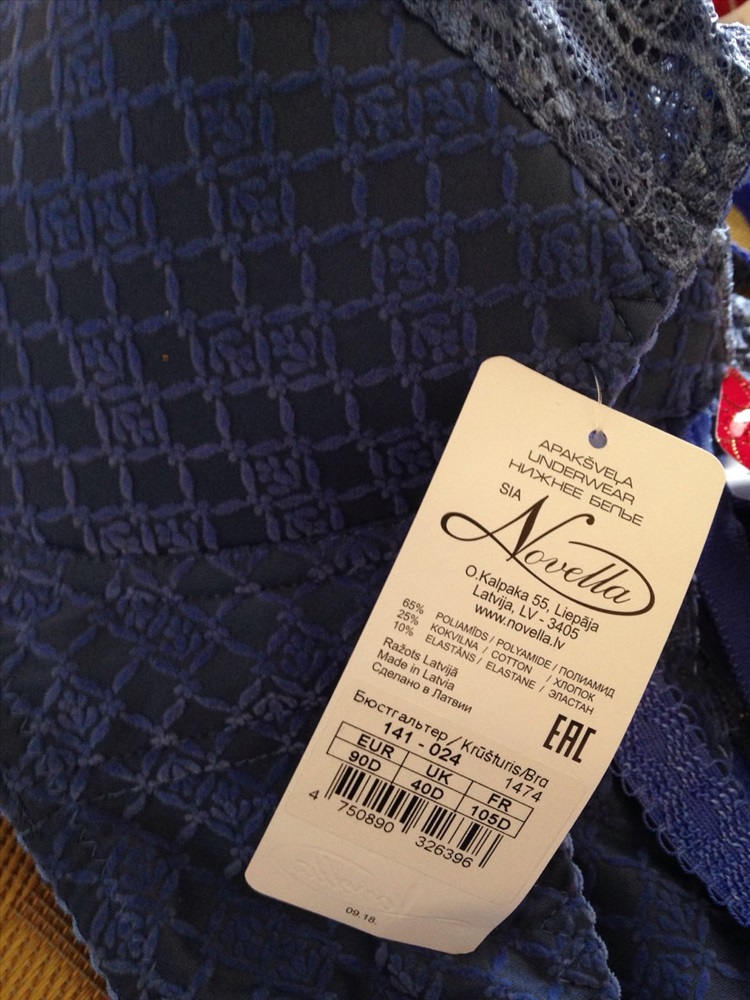 APAKŠVEĻA
UNDERWEAR
НИЖНЕЕ БЕЛЬЕ
SIA
Novella
O.Kalpaka 55, Liepāja
Latvija, LV - 3405
www.novella.lv
65% POLIAMĪDS / POLYAMIDE / ПОЛИАМИД
25% KOKVILNA / COTTON / ХЛОПОК
10% ELASTĀNS / ELASTANE / ЭЛАСТАН
Ražots Latvijā
Made in Latvia
Сделано в Латвии
EAC
Бюстгальтер/Krūšturis/Bra
141 - 024 1474
EUR UK FR
90D 40D 105D
4 750890 326396
09.18.